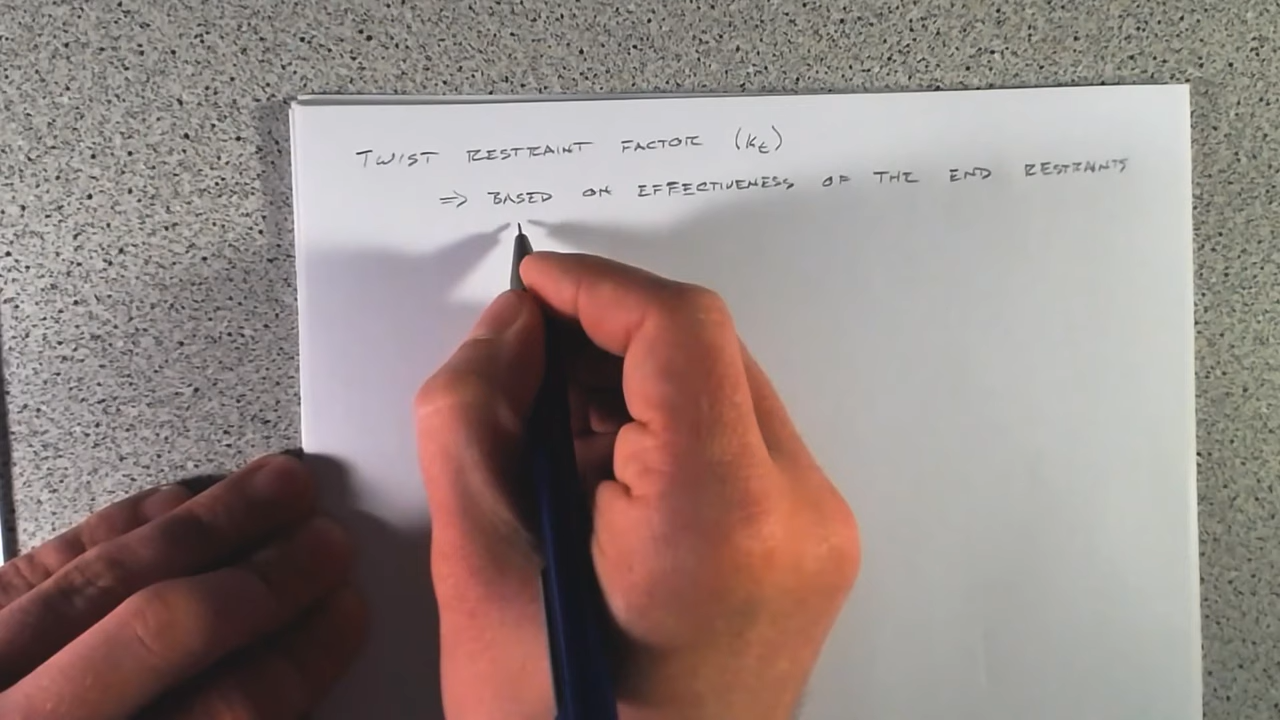 TWIST RESTRAINT FACTOR (kt)
⇒ BASED ON EFFECTIVENESS OF THE END RESTRAINTS